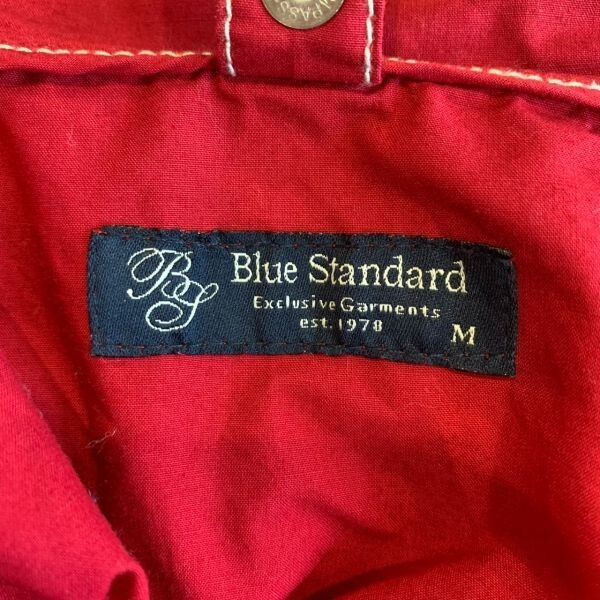 BS
Blue Standard
Exclusive Garments
est. 1978
M